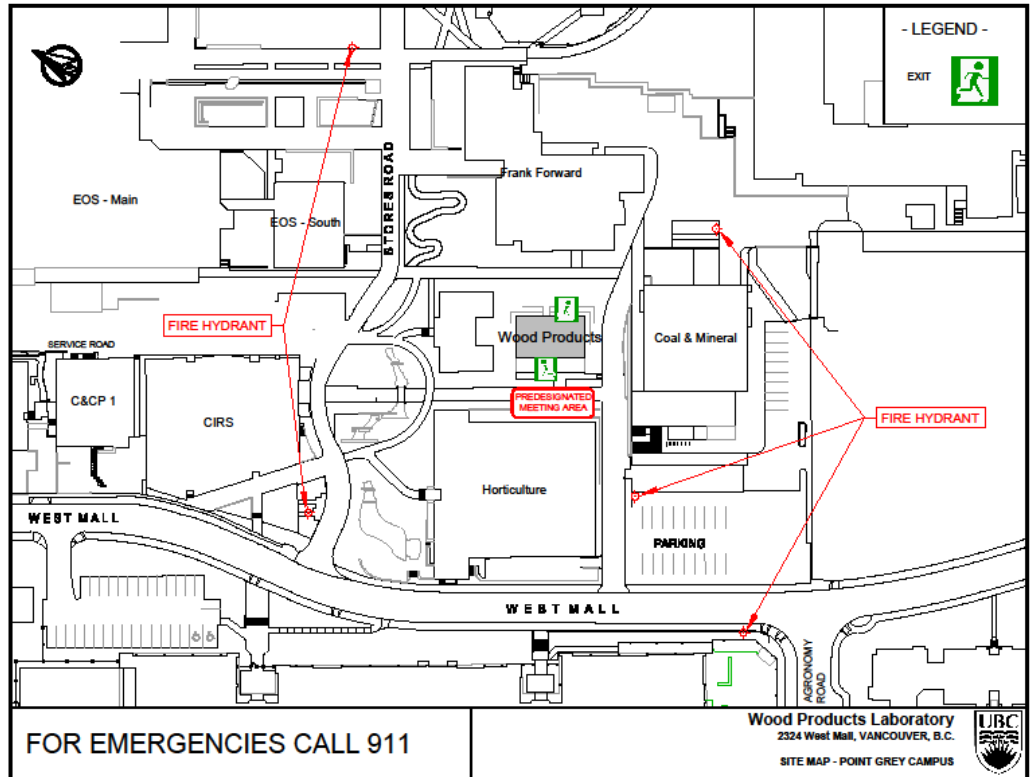 - LEGEND -
EXIT
STORES ROAD
Frank Forward
EOS - Main
EOS - South
FIRE HYDRANT
Wood Products
Coal & Mineral
SERVICE ROAD
C&CP 1
CIRS
PREDESIGNATED
MEETING AREA
FIRE HYDRANT
Horticulture
WEST MALL
PARKING
WEST MALL
AGRONOMY
ROAD
FOR EMERGENCIES CALL 911
Wood Products Laboratory
2324 West Mall, VANCOUVER, B.C.
SITE MAP - POINT GREY CAMPUS
UBC